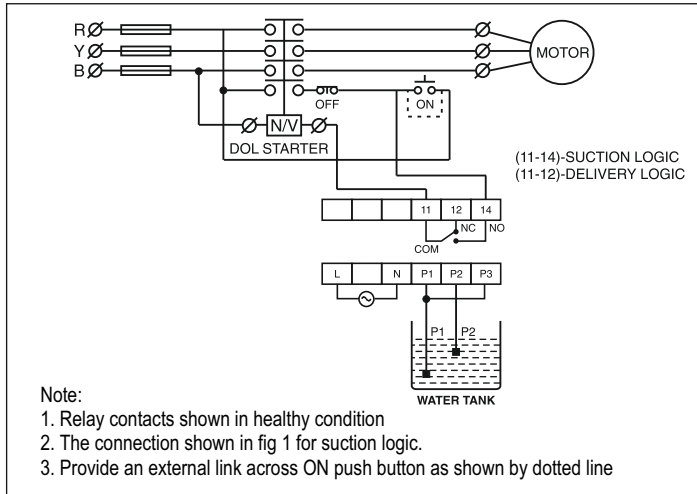 R
Y
B
MOTOR
OFF
ON
N/V
DOL STARTER
(11-14)-SUCTION LOGIC
(11-12)-DELIVERY LOGIC
11 12 14
NC NO
COM
L N P1 P2 P3
P1 P2
WATER TANK
Note:
1. Relay contacts shown in healthy condition
2. The connection shown in fig 1 for suction logic.
3. Provide an external link across ON push button as shown by dotted line